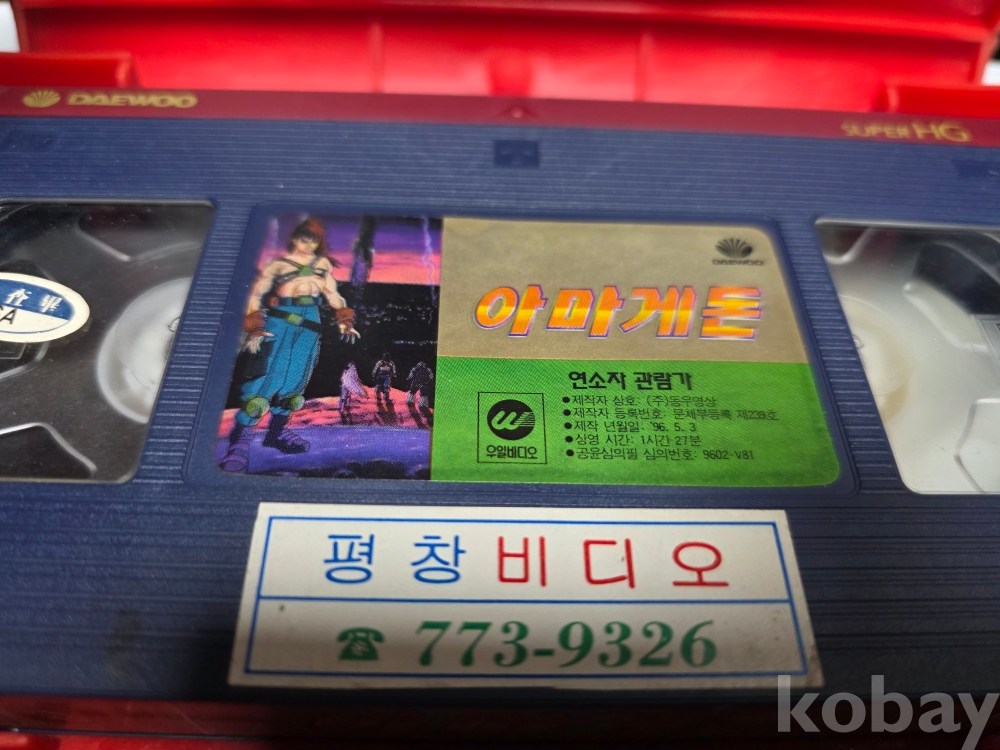 DAEWOO
SUPER HG
DAEWOO
아마게돈
연소자 관람가
●제작자 상호: (주)동우영상
●제작자 등록번호: 문체부등록 제239호
●제작 년월일: '96. 5. 3
●상영 시간: 1시간 27분
●공윤심의필 심의번호: 9602-V81
우일비디오
查畢
CA
평창비디오
☎ 773-9326
kobay